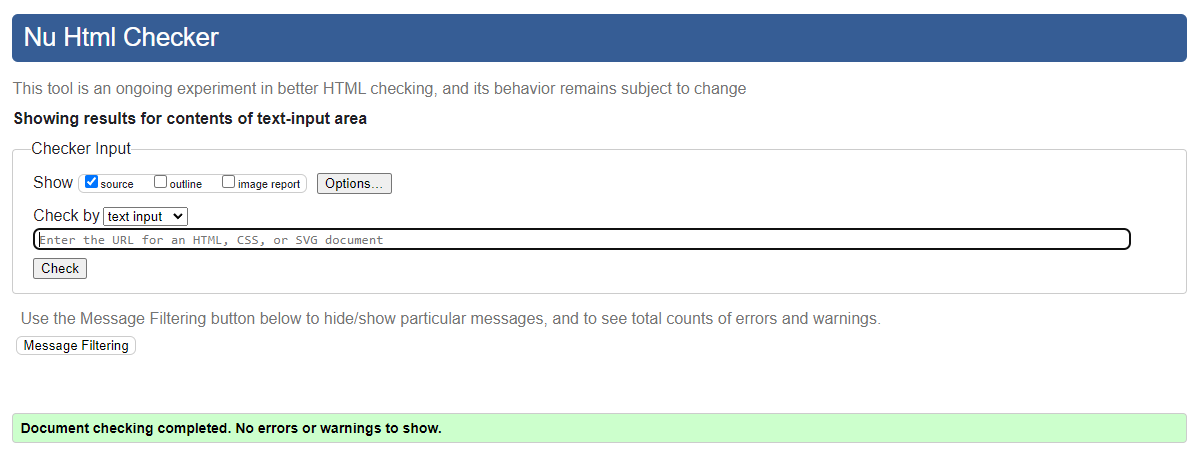 Nu Html Checker
This tool is an ongoing experiment in better HTML checking, and its behavior remains subject to change
Showing results for contents of text-input area
Checker Input
Show source outline image report Options...
Check by text input
Enter the URL for an HTML, CSS, or SVG document
Check
Use the Message Filtering button below to hide/show particular messages, and to see total counts of errors and warnings.
Message Filtering
Document checking completed. No errors or warnings to show.